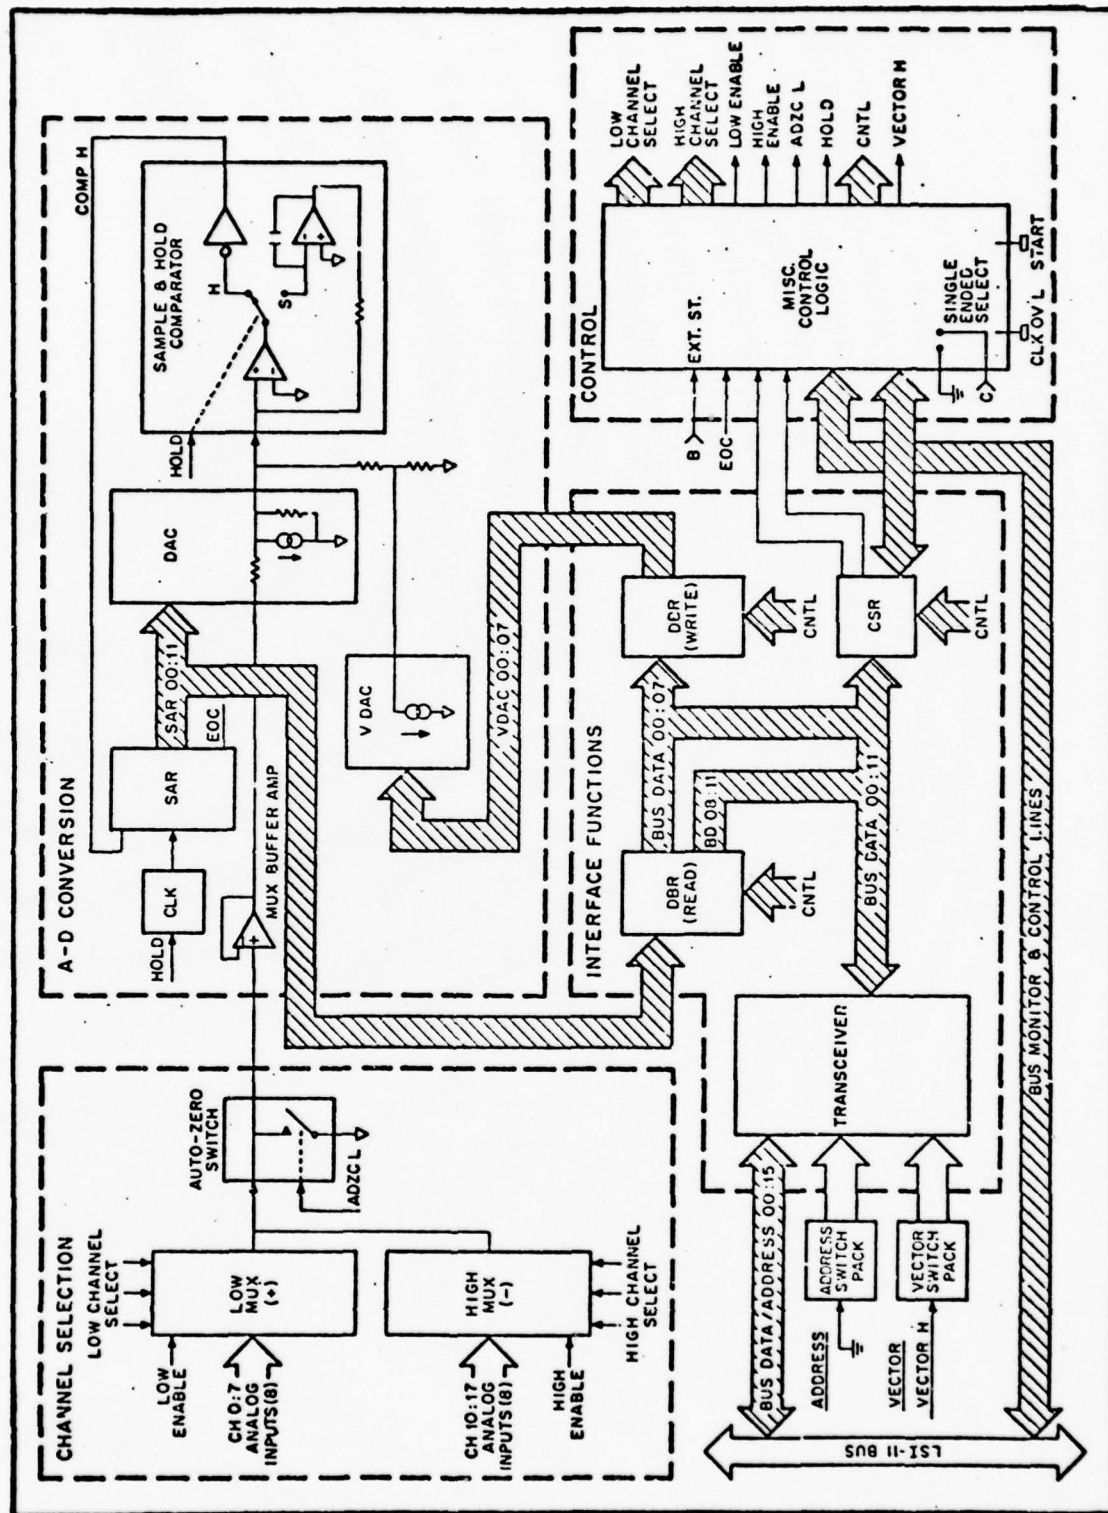 CHANNEL SELECTION
LOW CHANNEL
SELECT
LOW
ENABLE
LOW
MUX
(+)
CH 0:7
ANALOG
INPUTS(8)
CH 10:17
ANALOG
INPUTS(8)
HIGH
MUX
(-)
HIGH
ENABLE
HIGH CHANNEL
SELECT
AUTO-ZERO
SWITCH
ADZC L
A-D CONVERSION
HOLD
CLK
SAR
SAR 00:11
EOC
MUX BUFFER AMP
COMP H
DAC
V DAC
VDAC 00:07
HOLD
SAMPLE & HOLD
COMPARATOR
H
S
INTERFACE FUNCTIONS
DBR
(READ)
CNTL
BUS DATA 00:07
BD 08:11
BUS DATA 00:11
DCR
(WRITE)
CNTL
CSR
CNTL
TRANSCEIVER
BUS DATA/ADDRESS 00:15
ADDRESS
ADDRESS
SWITCH
PACK
VECTOR
VECTOR H
VECTOR
SWITCH
PACK
LSI-11 BUS
BUS MONITOR & CONTROL LINES
CONTROL
B
EXT. ST.
EOC
MISC.
CONTROL
LOGIC
SINGLE
ENDED
SELECT
C
CLK OV'L
START
LOW
CHANNEL
SELECT
HIGH
CHANNEL
SELECT
LOW ENABLE
HIGH
ENABLE
ADZC L
HOLD
CNTL
VECTOR H